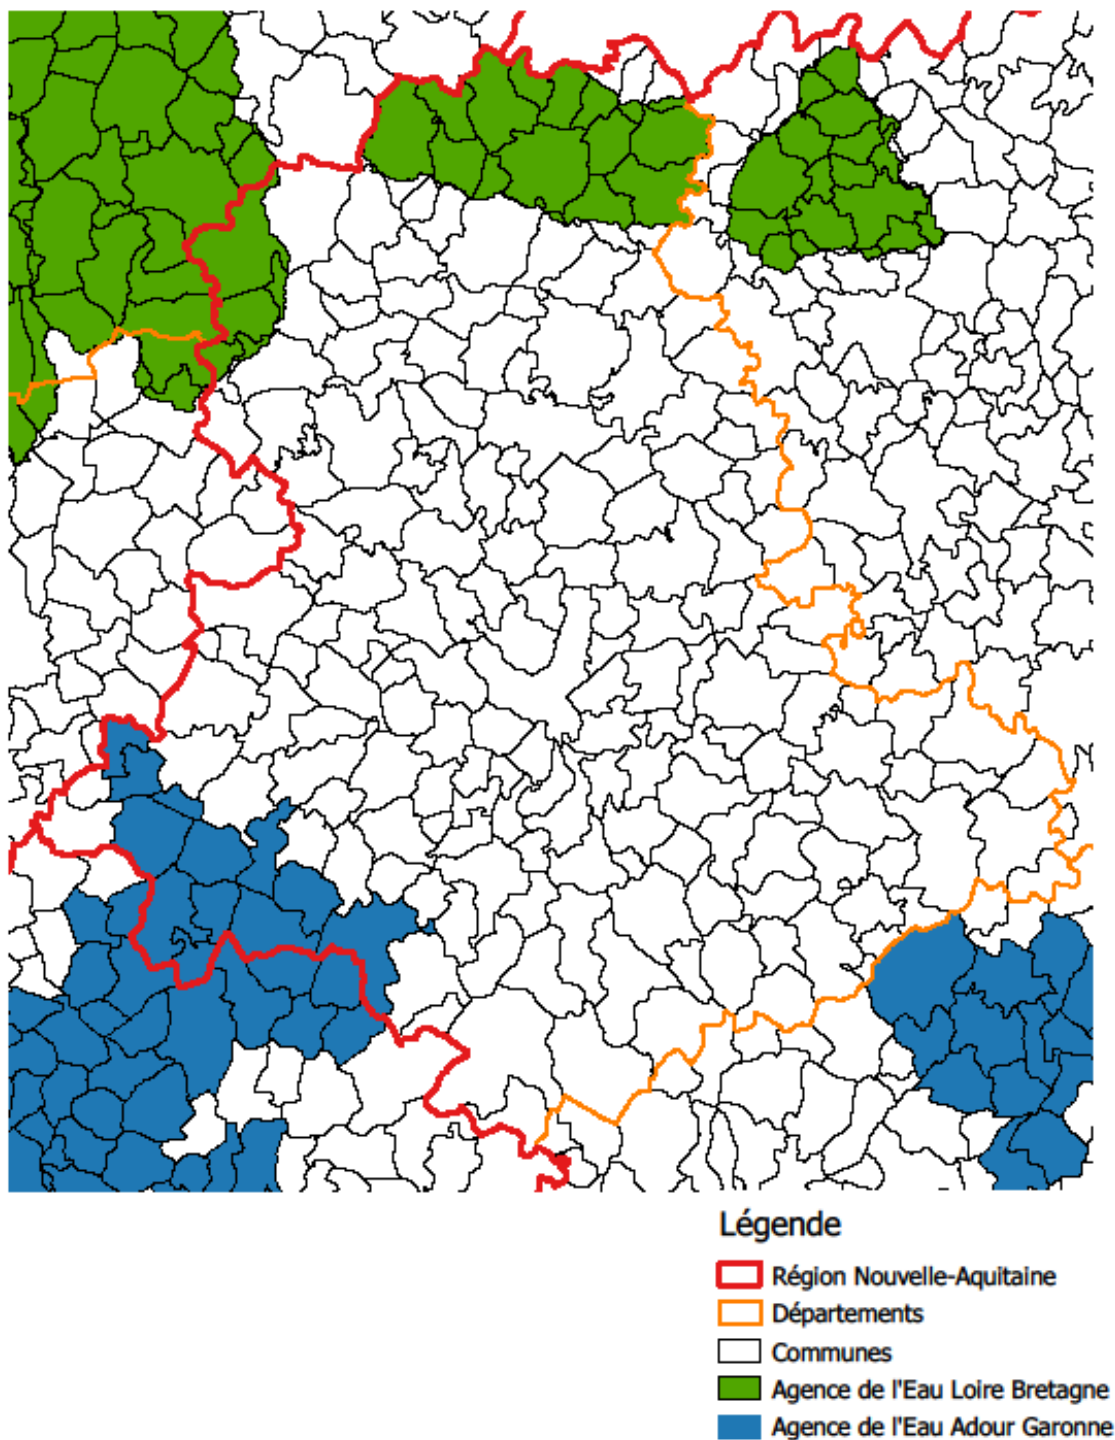 Légende
Région Nouvelle-Aquitaine
Départements
Communes
Agence de l'Eau Loire Bretagne
Agence de l'Eau Adour Garonne